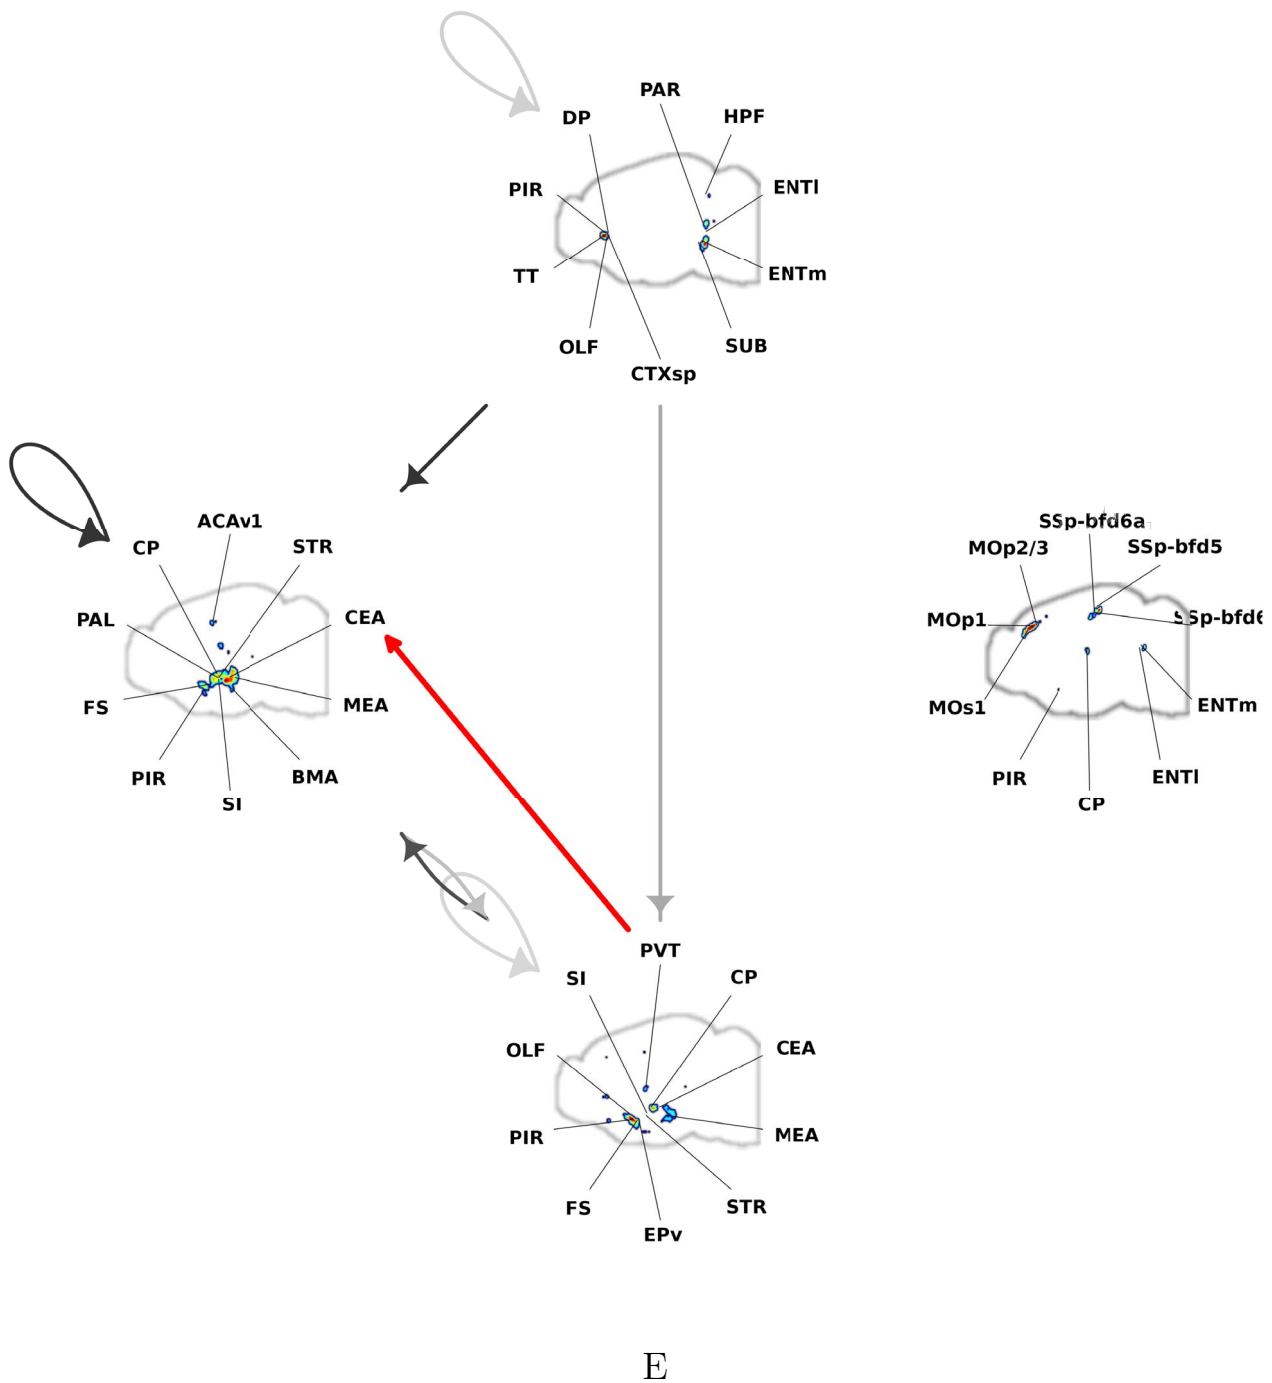 PAR
DP
HPF
PIR
ENTl
TT
ENTm
OLF
SUB
CTXsp
ACAv1
CP
STR
PAL
CEA
FS
MEA
PIR
BMA
SI
SSp-bfd6a
MOp2/3
SSp-bfd5
MOp1
MOs1
ENTm
PIR
ENTl
CP
PVT
SI
CP
OLF
CEA
PIR
MEA
FS
STR
EPv
E